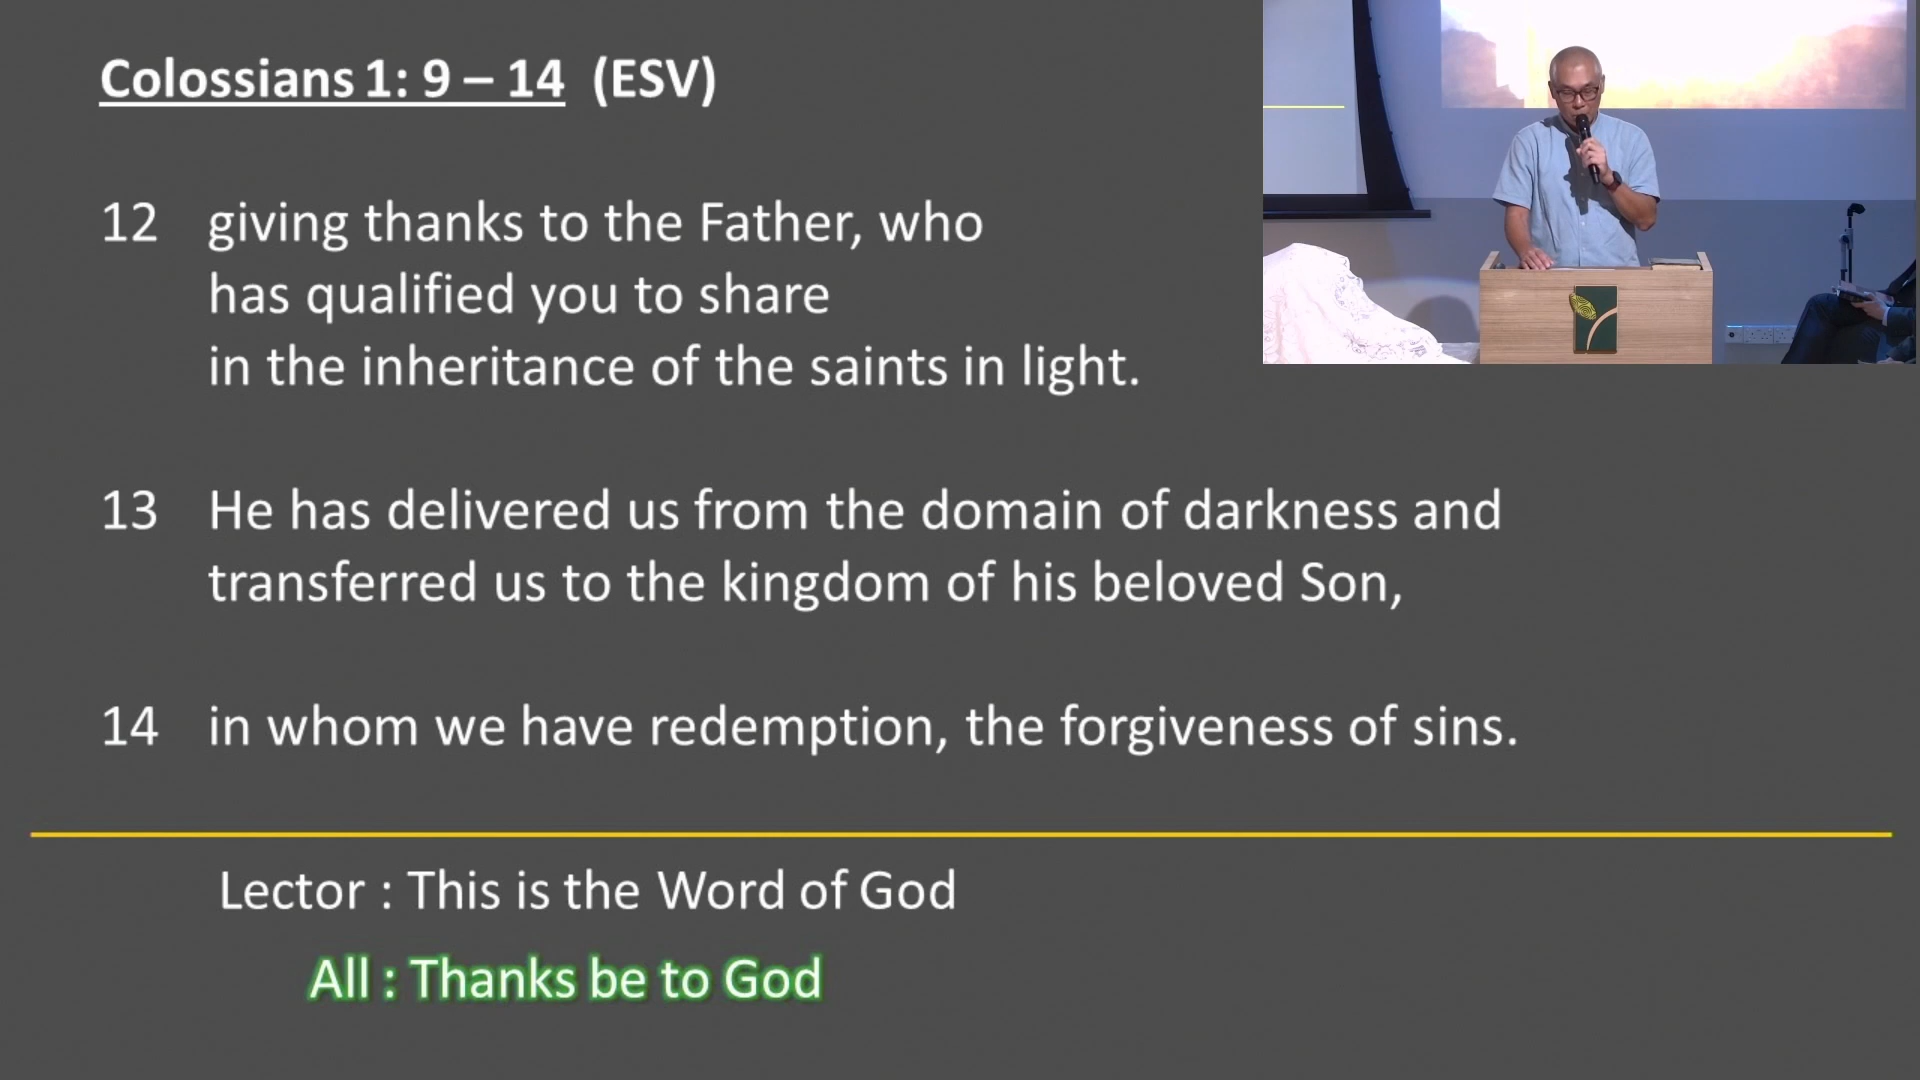 Colossians 1: 9 – 14 (ESV)
12 giving thanks to the Father, who
has qualified you to share
in the inheritance of the saints in light.
13 He has delivered us from the domain of darkness and
transferred us to the kingdom of his beloved Son,
14 in whom we have redemption, the forgiveness of sins.
Lector : This is the Word of God
All : Thanks be to God